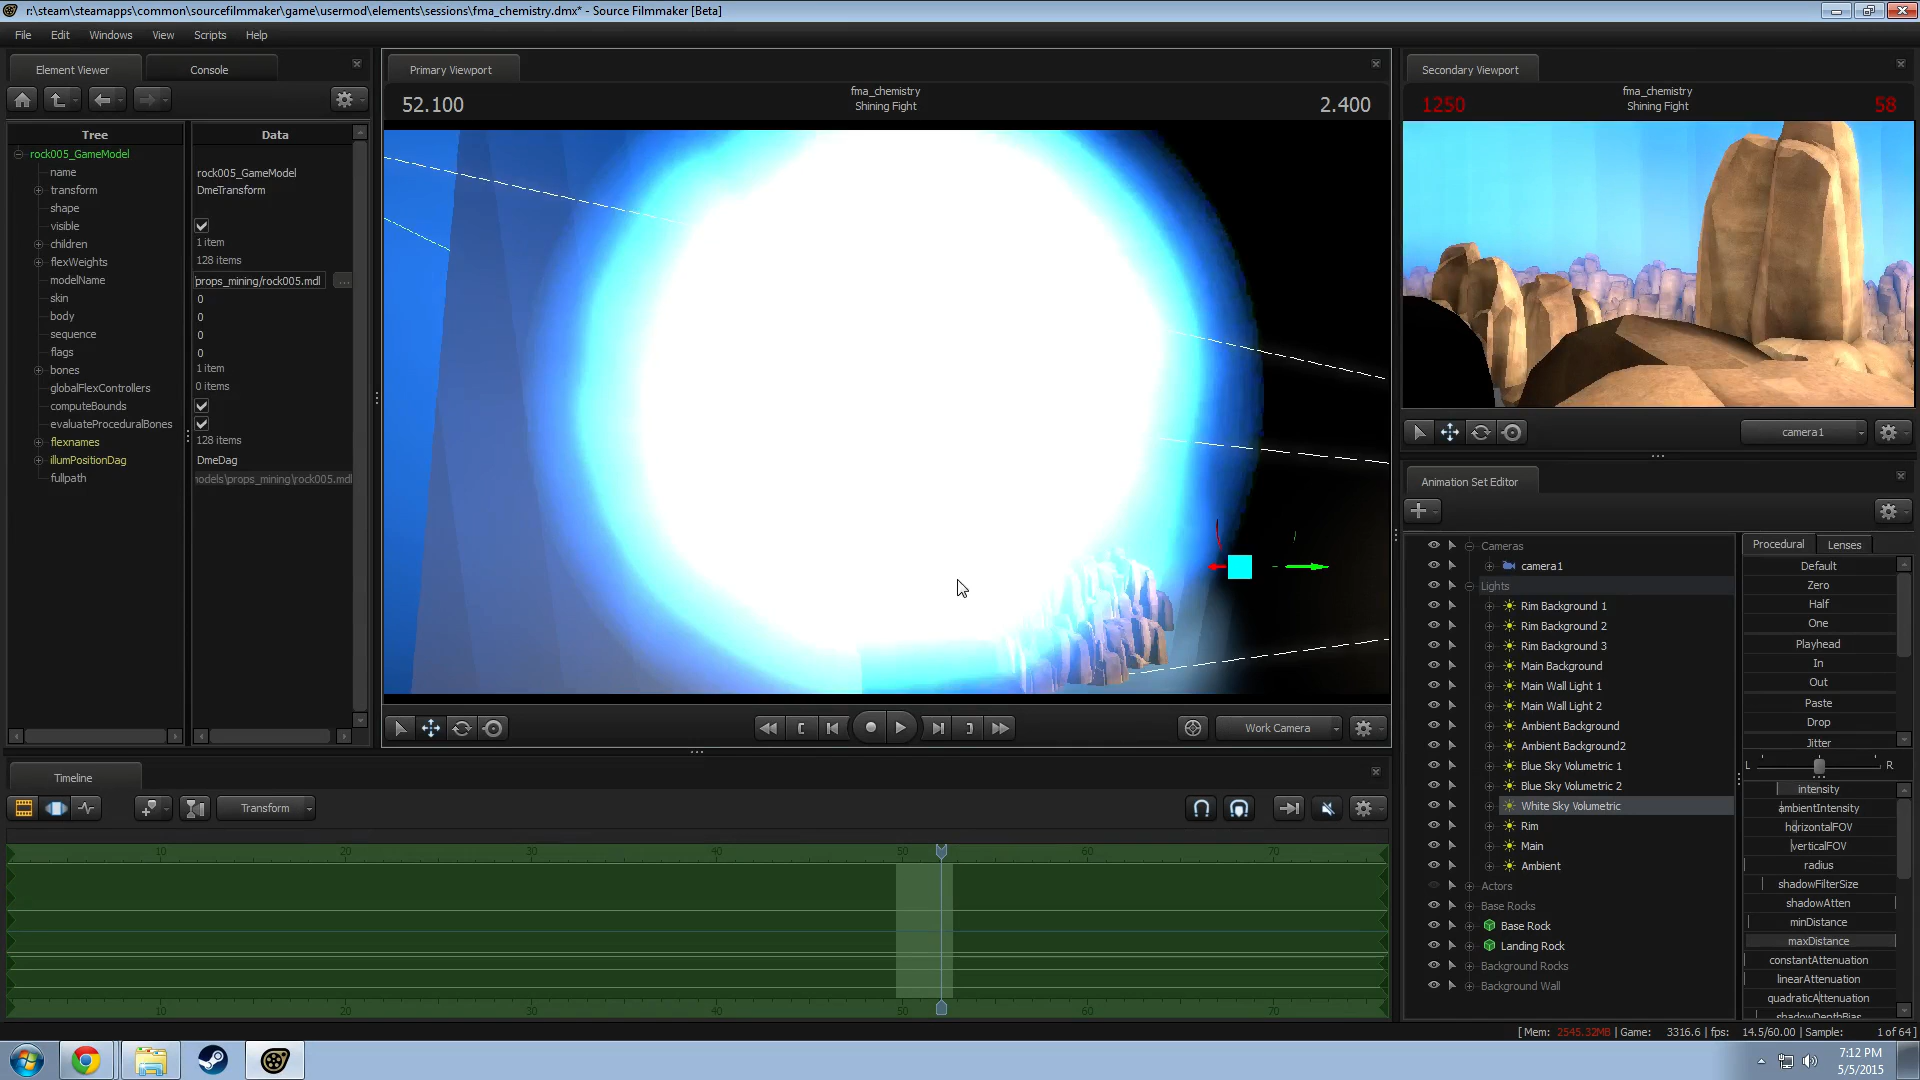 r:\steam\steamapps\common\sourcefilmmaker\game\usermod\elements\sessions\fma_chemistry.dmx* - Source Filmmaker [Beta]
File Edit Windows View Scripts Help
Element Viewer Console
Tree Data
rock005_GameModel
name rock005_GameModel
transform DmeTransform
shape
visible
children 1 item
flexWeights 128 items
modelName props_mining/rock005.mdl ...
skin 0
body 0
sequence 0
flags 0
bones 1 item
globalFlexControllers 0 items
computeBounds
evaluateProceduralBones
flexnames 128 items
illumPositionDag DmeDag
fullpath models\props_mining\rock005.mdl
Primary Viewport
52.100 fma_chemistry 2.400
Shining Fight
Work Camera
Secondary Viewport
1250 fma_chemistry 58
Shining Fight
camera1
Animation Set Editor
Cameras
camera1
Lights
Rim Background 1
Rim Background 2
Rim Background 3
Main Background
Main Wall Light 1
Main Wall Light 2
Ambient Background
Ambient Background2
Blue Sky Volumetric 1
Blue Sky Volumetric 2
White Sky Volumetric
Rim
Main
Ambient
Actors
Base Rocks
Base Rock
Landing Rock
Background Rocks
Background Wall
Procedural Lenses
Default
Zero
Half
One
Playhead
In
Out
Paste
Drop
Jitter
L R
intensity
ambientIntensity
horizontalFOV
verticalFOV
radius
shadowFilterSize
shadowAtten
minDistance
maxDistance
constantAttenuation
linearAttenuation
quadraticAttenuation
shadowDepthBias
Timeline
Transform
10 20 30 40 50 60 70
10 20 30 40 50 60 70
[ Mem: 2545.32MB | Game: 3316.6 | fps: 14.5/60.00 | Sample: 1 of 64 ]
7:12 PM
5/5/2015